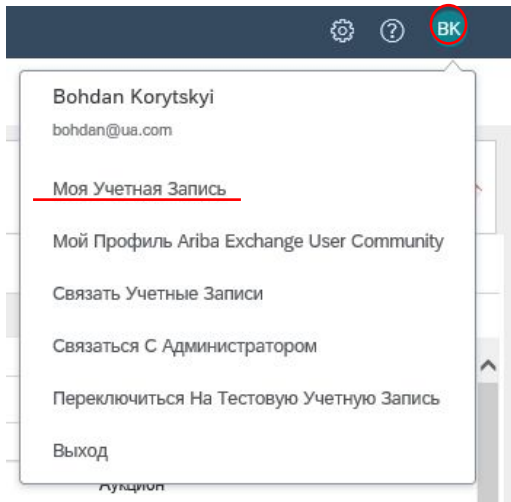 BK
Bohdan Korytskyi
bohdan@ua.com
Моя Учетная Запись
Мой Профиль Ariba Exchange User Community
Связать Учетные Записи
Связаться С Администратором
Переключиться На Тестовую Учетную Запись
Выход
Аукцион